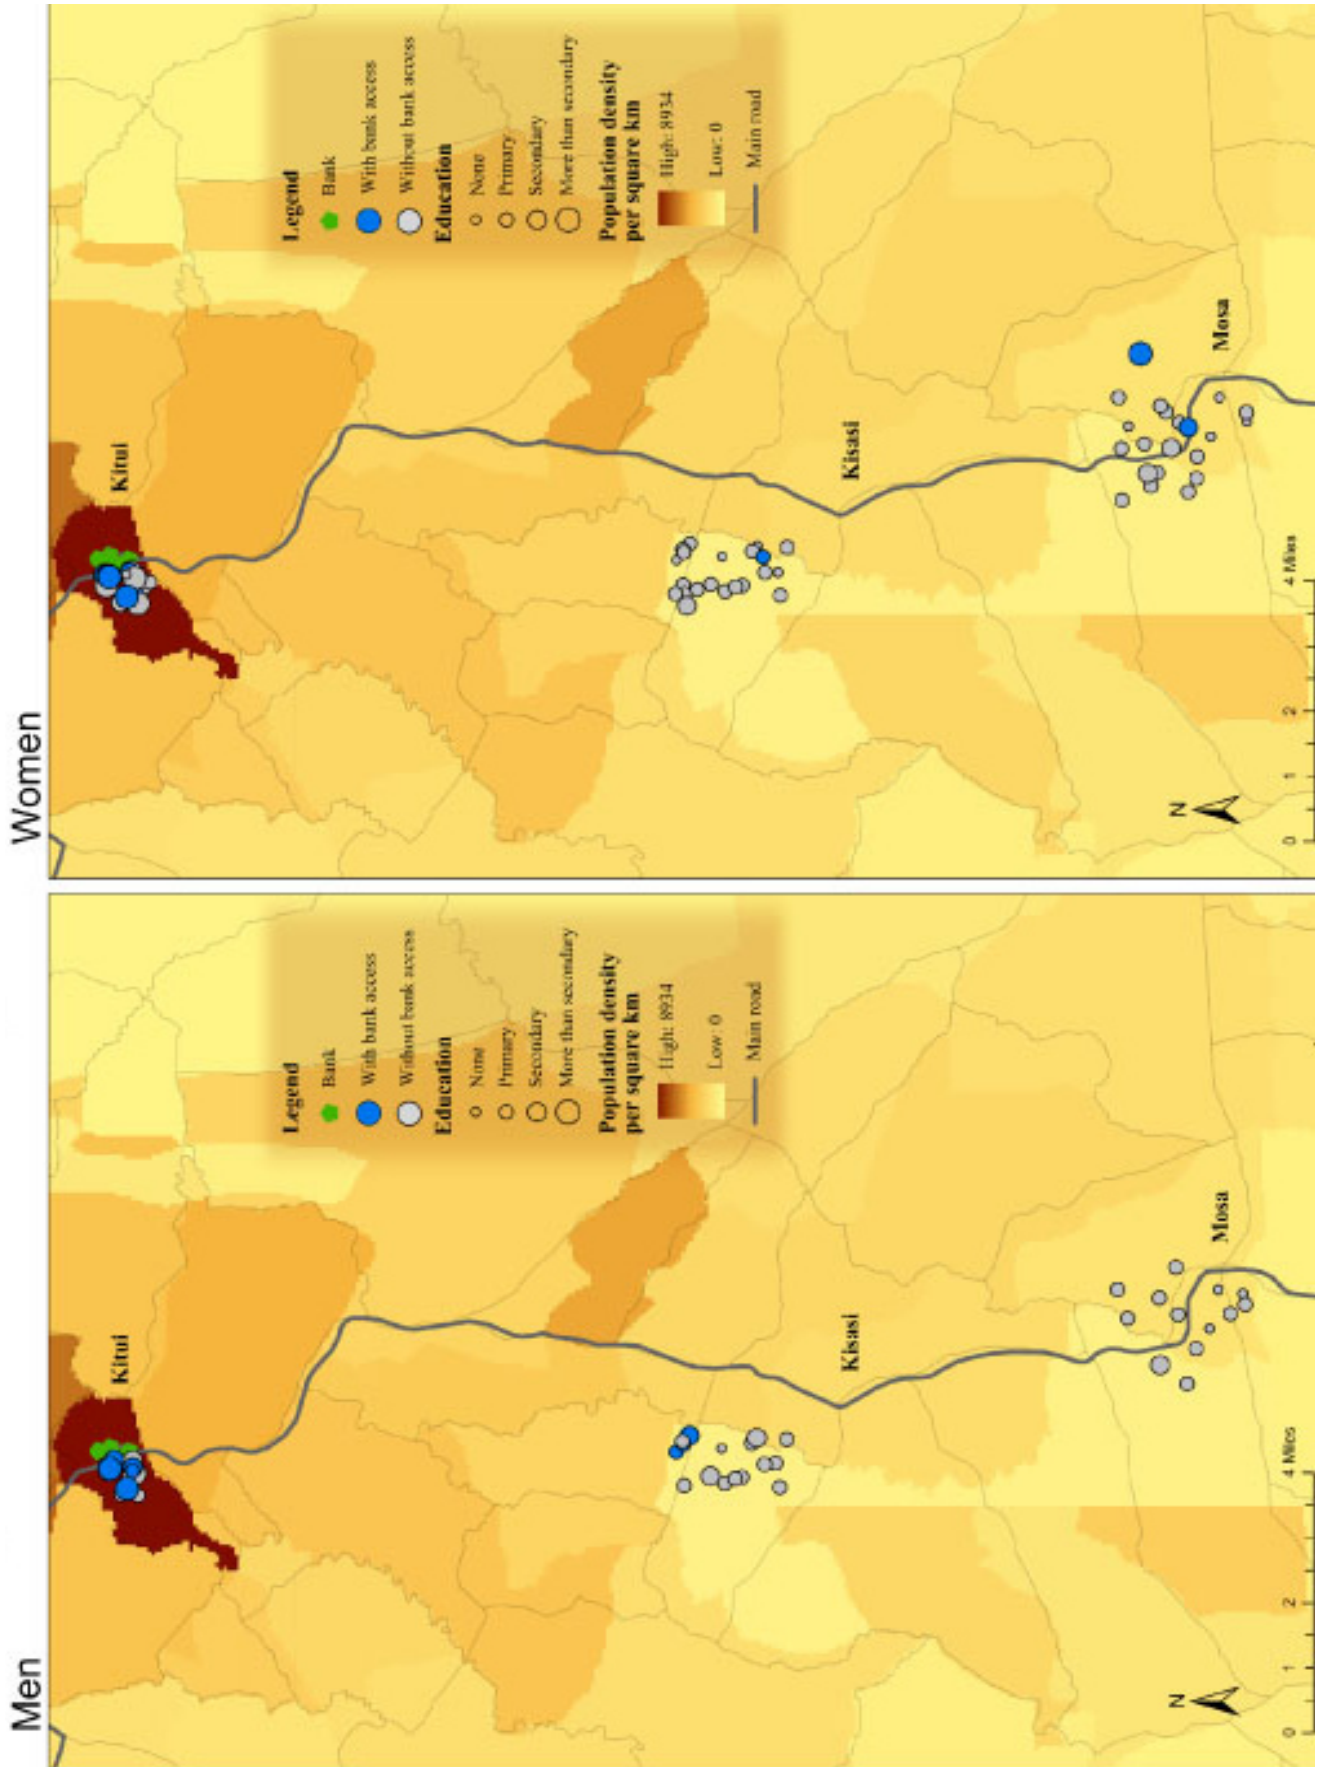 Men
Kitui
Kisasi
Mosa
Legend
Bank
With bank access
Without bank access
Education
None
Primary
Secondary
More than secondary
Population density
per square km
High: 8934
Low: 0
Main road
N
0 1 2 4 Miles
Women
Kitui
Kisasi
Mosa
Legend
Bank
With bank access
Without bank access
Education
None
Primary
Secondary
More than secondary
Population density
per square km
High: 8934
Low: 0
Main road
N
0 1 2 4 Miles